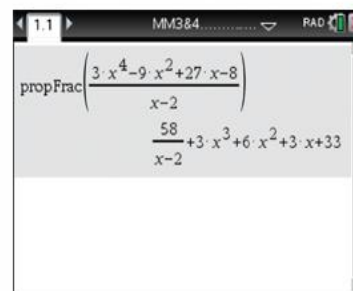 1.1 MM3&4............. RAD
propFrac((3·x^4-9·x^2+27·x-8)/(x-2))
58/(x-2)+3·x^3+6·x^2+3·x+33